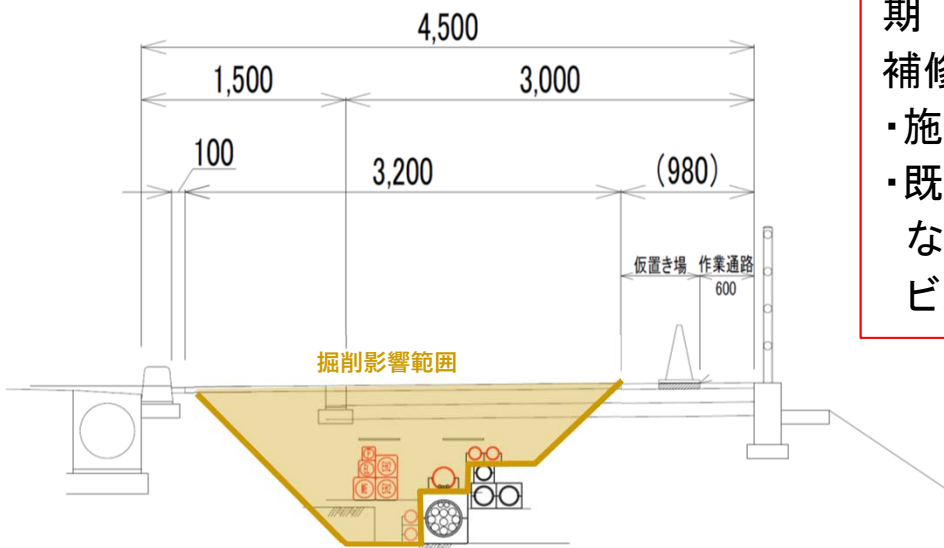 4,500
1,500
3,000
100
3,200
(980)
仮置き場
作業通路
600
掘削影響範囲
期
補修
・施
・既
な
ビ